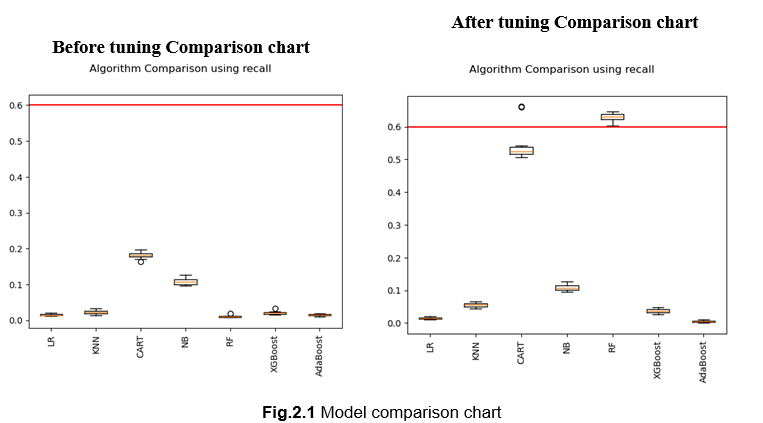 Before tuning Comparison chart
Algorithm Comparison using recall
0.6
0.5
0.4
0.3
0.2
0.1
0.0
LR
KNN
CART
NB
RF
XGBoost
AdaBoost
After tuning Comparison chart
Algorithm Comparison using recall
0.6
0.5
0.4
0.3
0.2
0.1
0.0
LR
KNN
CART
NB
RF
XGBoost
AdaBoost
Fig.2.1 Model comparison chart